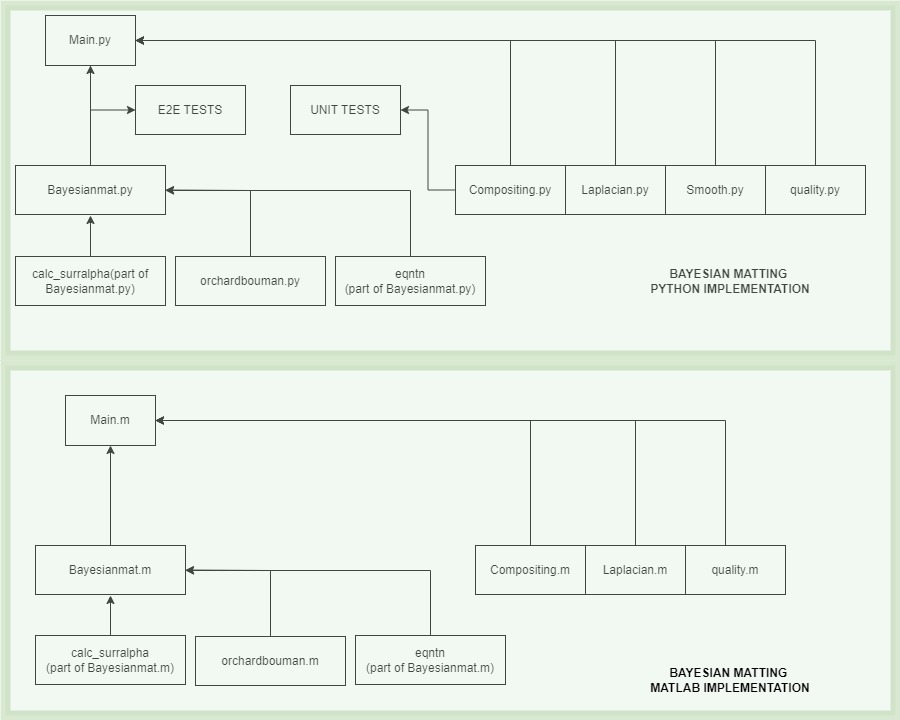 Main.py
E2E TESTS
UNIT TESTS
Bayesianmat.py
Compositing.py
Laplacian.py
Smooth.py
quality.py
calc_surralpha(part of
Bayesianmat.py)
orchardbouman.py
eqntn
(part of Bayesianmat.py)
BAYESIAN MATTING
PYTHON IMPLEMENTATION
Main.m
Bayesianmat.m
Compositing.m
Laplacian.m
quality.m
calc_surralpha
(part of Bayesianmat.m)
orchardbouman.m
eqntn
(part of Bayesianmat.m)
BAYESIAN MATTING
MATLAB IMPLEMENTATION